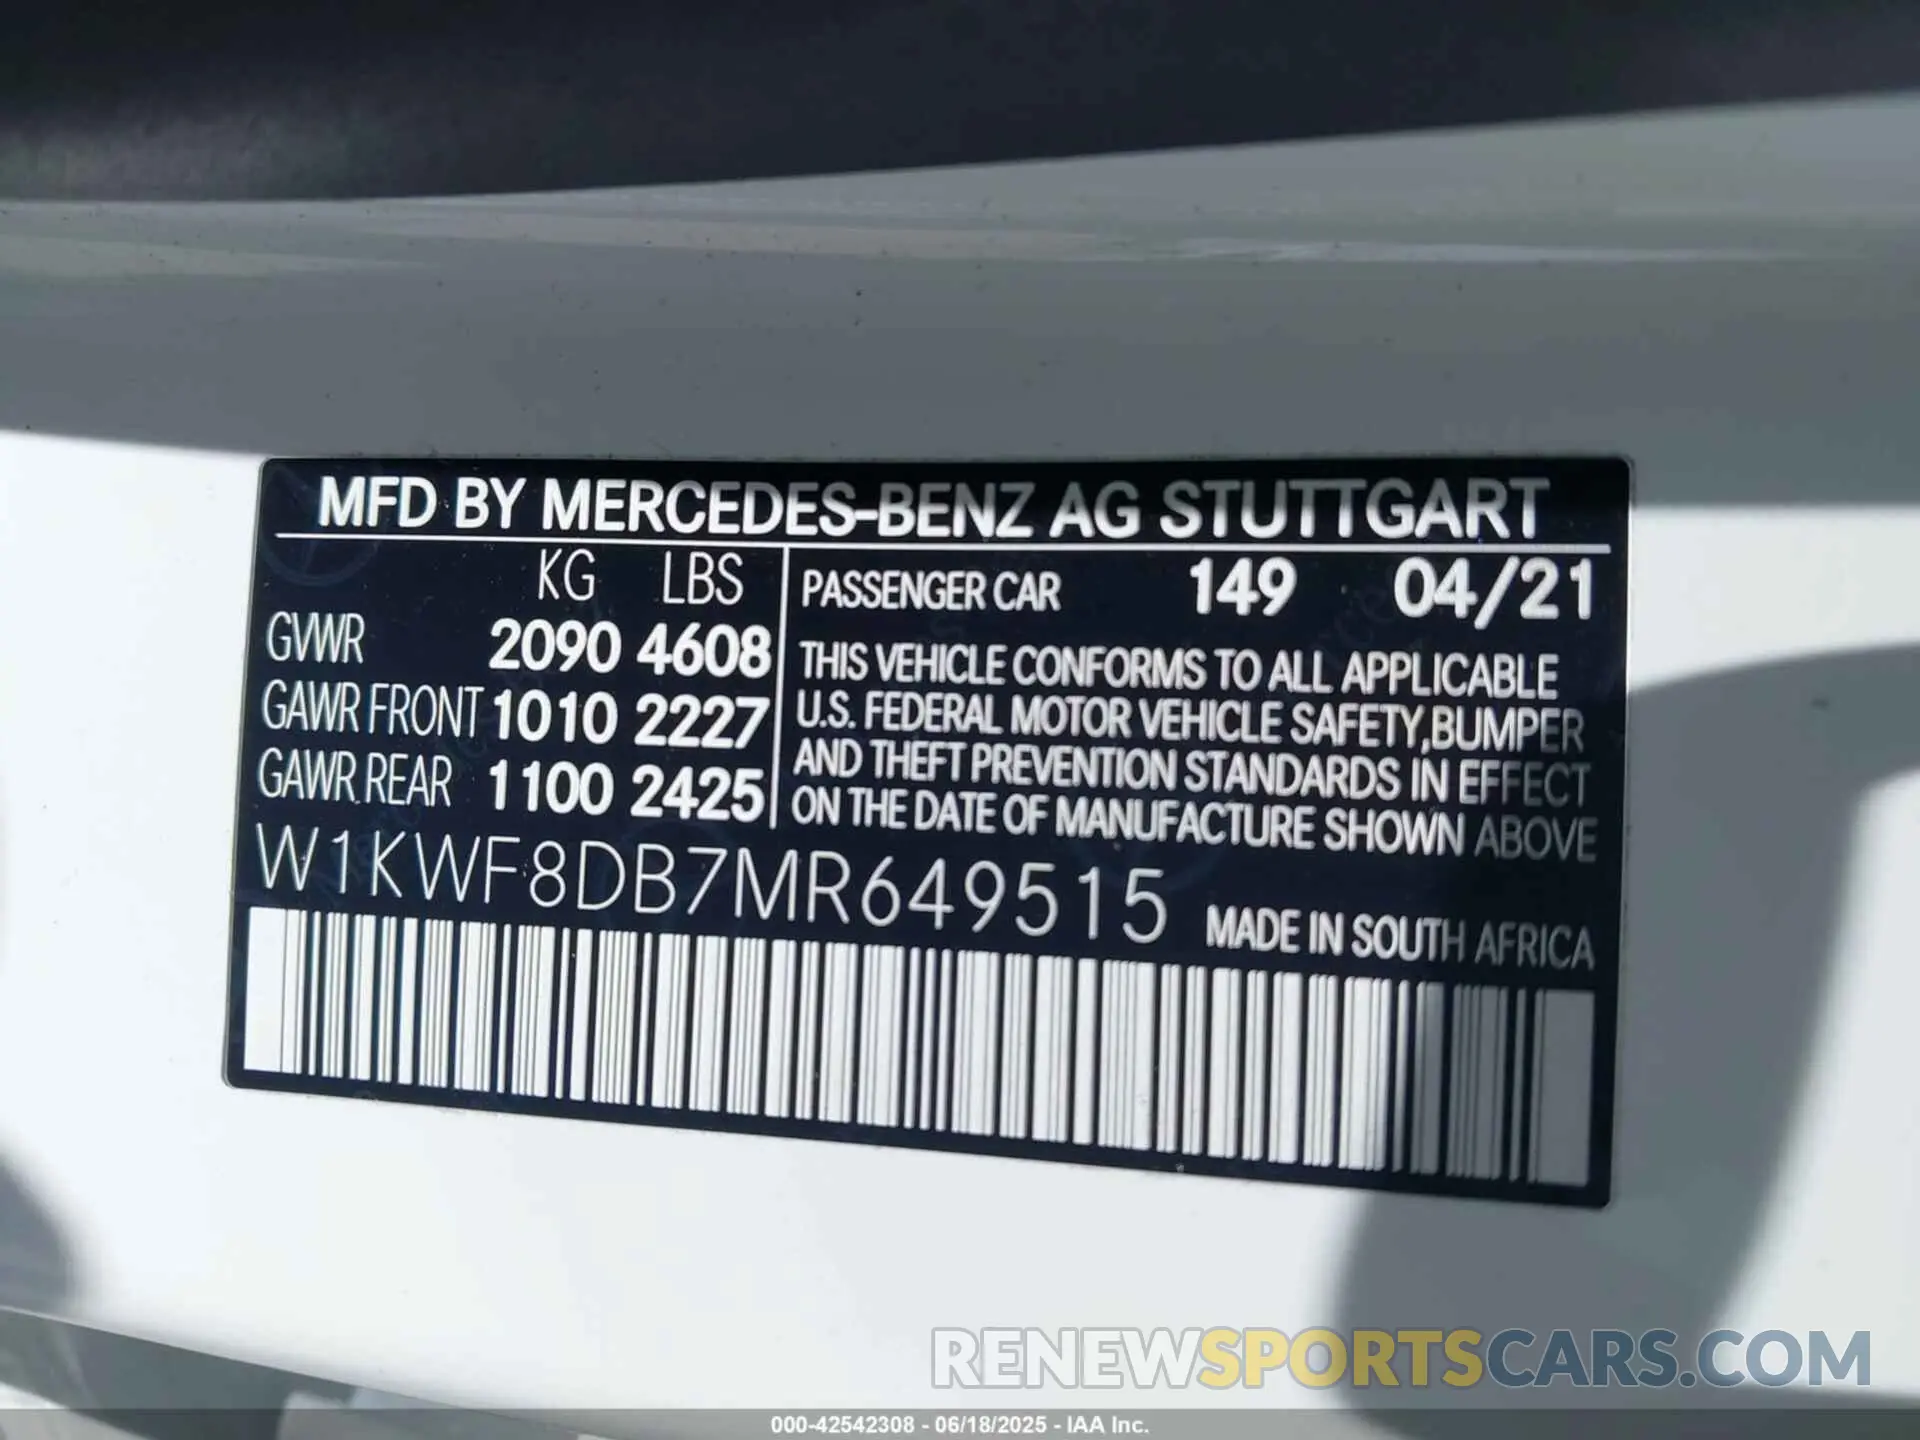 MFD BY MERCEDES-BENZ AG STUTTGART
KG LBS
GVWR 2090 4608
GAWR FRONT 1010 2227
GAWR REAR 1100 2425
PASSENGER CAR 149 04/21
THIS VEHICLE CONFORMS TO ALL APPLICABLE
U.S. FEDERAL MOTOR VEHICLE SAFETY,BUMPER
AND THEFT PREVENTION STANDARDS IN EFFECT
ON THE DATE OF MANUFACTURE SHOWN ABOVE
W1KWF8DB7MR649515
MADE IN SOUTH AFRICA
RENEWSPORTSCARS.COM
000-42542308 - 06/18/2025 - IAA Inc.